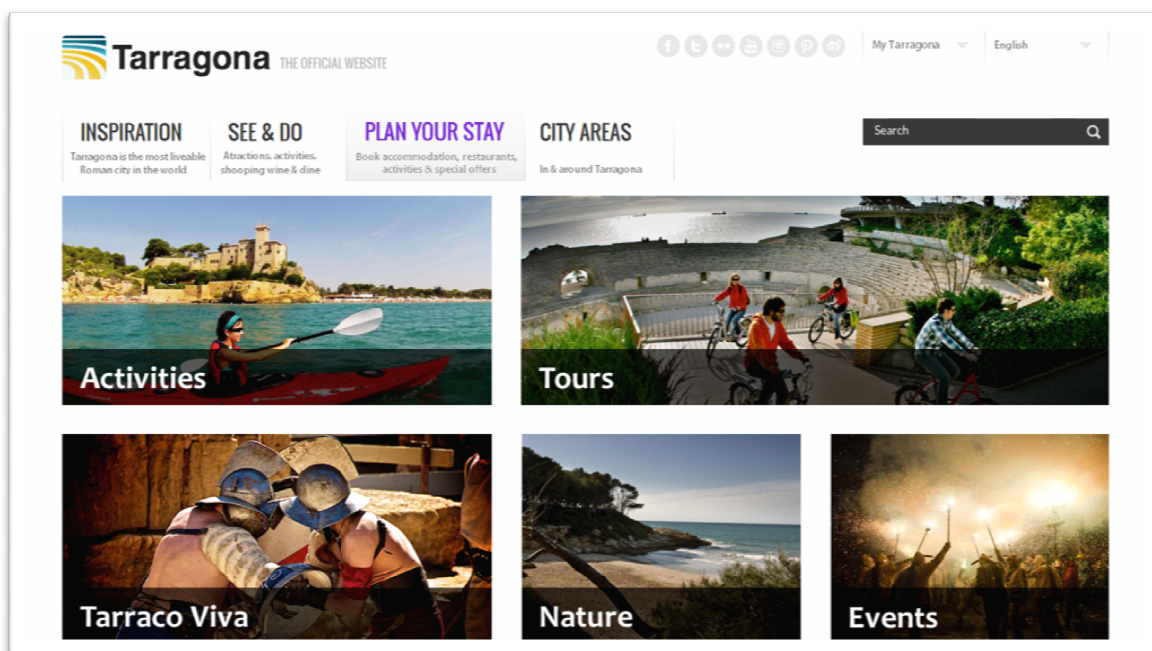 Tarragona THE OFFICIAL WEBSITE
My Tarragona
English
INSPIRATION
Tarragona is the most liveable
Roman city in the world
SEE & DO
Atractions, activities,
shooping wine & dine
PLAN YOUR STAY
Book accommodation, restaurants,
activities & special offers
CITY AREAS
In & around Tarragona
Search
Activities
Tours
Tarraco Viva
Nature
Events